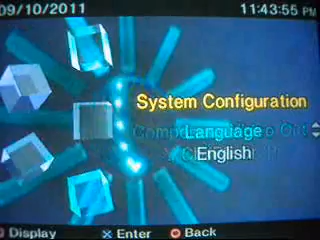 09/10/2011 11:43:55 PM
System Configuration
Language
English
Display Enter Back